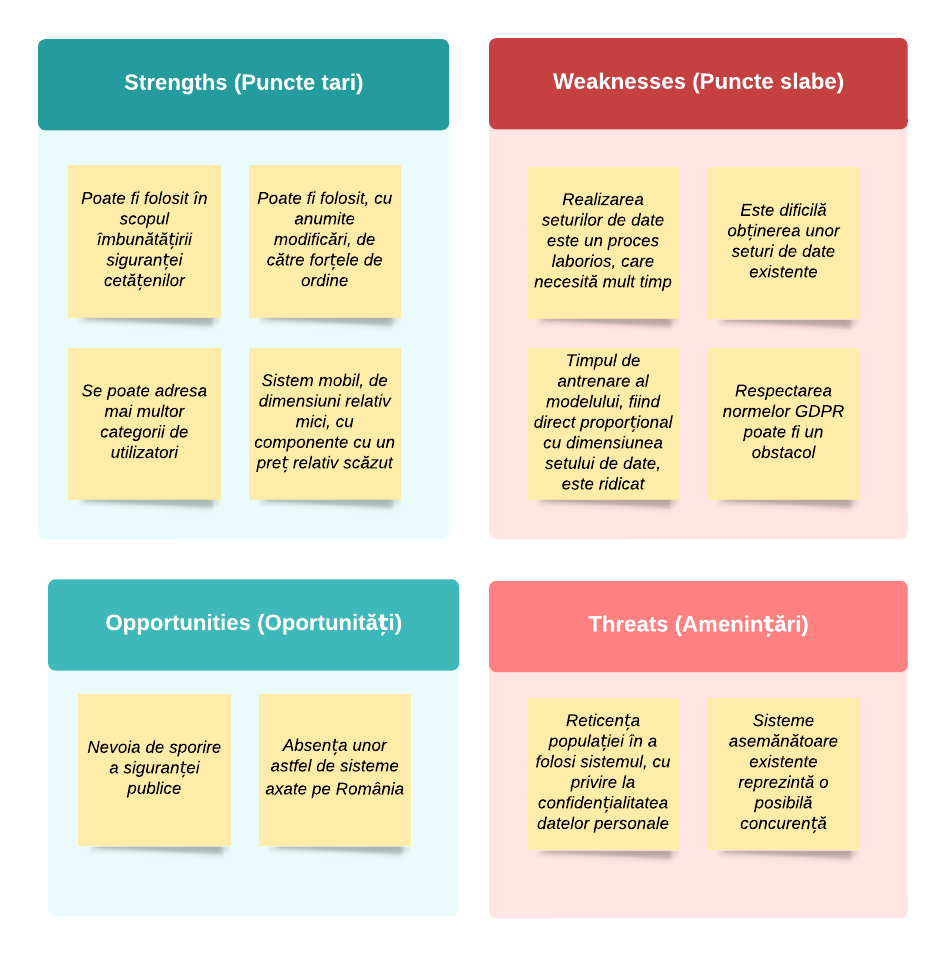 Strengths (Puncte tari)
Poate fi folosit în
scopul
îmbunătățirii
siguranței
cetățenilor
Poate fi folosit, cu
anumite
modificări, de
către forțele de
ordine
Se poate adresa
mai multor
categorii de
utilizatori
Sistem mobil, de
dimensiuni relativ
mici, cu
componente cu un
preț relativ scăzut
Weaknesses (Puncte slabe)
Realizarea
seturilor de date
este un proces
laborios, care
necesită mult timp
Este dificilă
obținerea unor
seturi de date
existente
Timpul de
antrenare al
modelului, fiind
direct proporțional
cu dimensiunea
setului de date,
este ridicat
Respectarea
normelor GDPR
poate fi un
obstacol
Opportunities (Oportunități)
Nevoia de sporire
a siguranței
publice
Absența unor
astfel de sisteme
axate pe România
Threats (Amenințări)
Reticența
populației în a
folosi sistemul, cu
privire la
confidențialitatea
datelor personale
Sisteme
asemănătoare
existente
reprezintă o
posibilă
concurență